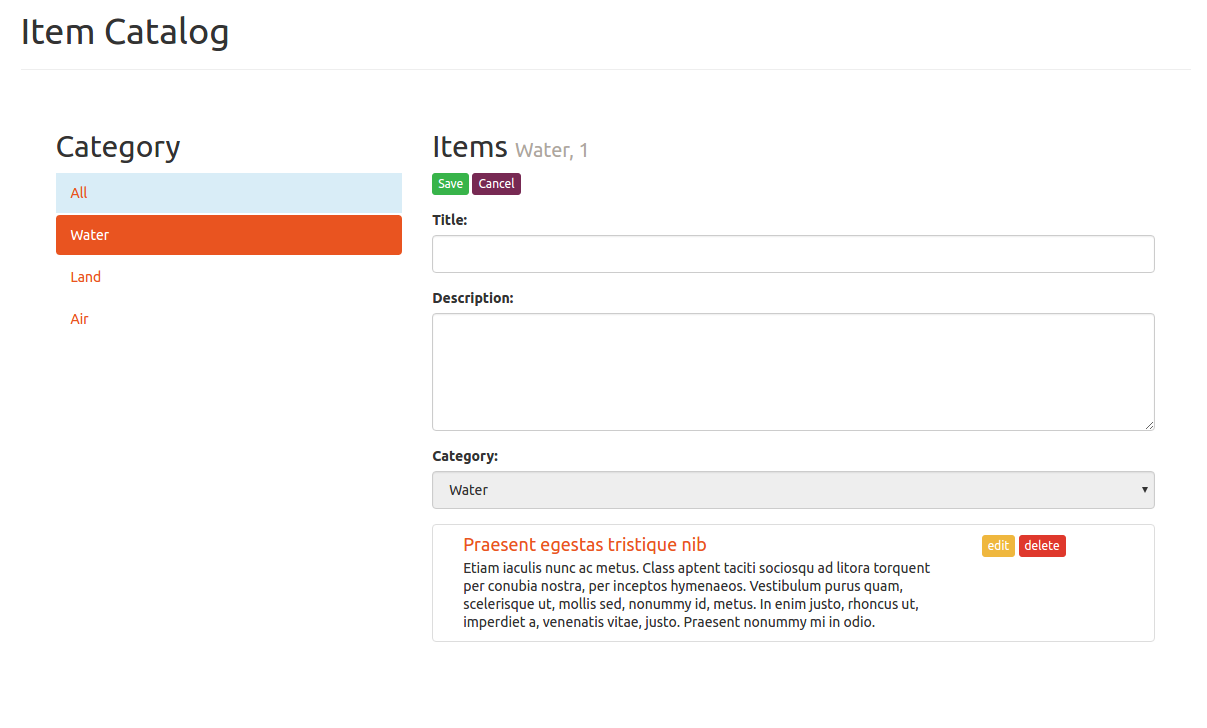 Item Catalog
Category
All
Water
Land
Air
Items Water, 1
Save Cancel
Title:
Description:
Category:
Water
Praesent egestas tristique nib
edit delete
Etiam iaculis nunc ac metus. Class aptent taciti sociosqu ad litora torquent
per conubia nostra, per inceptos hymenaeos. Vestibulum purus quam,
scelerisque ut, mollis sed, nonummy id, metus. In enim justo, rhoncus ut,
imperdiet a, venenatis vitae, justo. Praesent nonummy mi in odio.